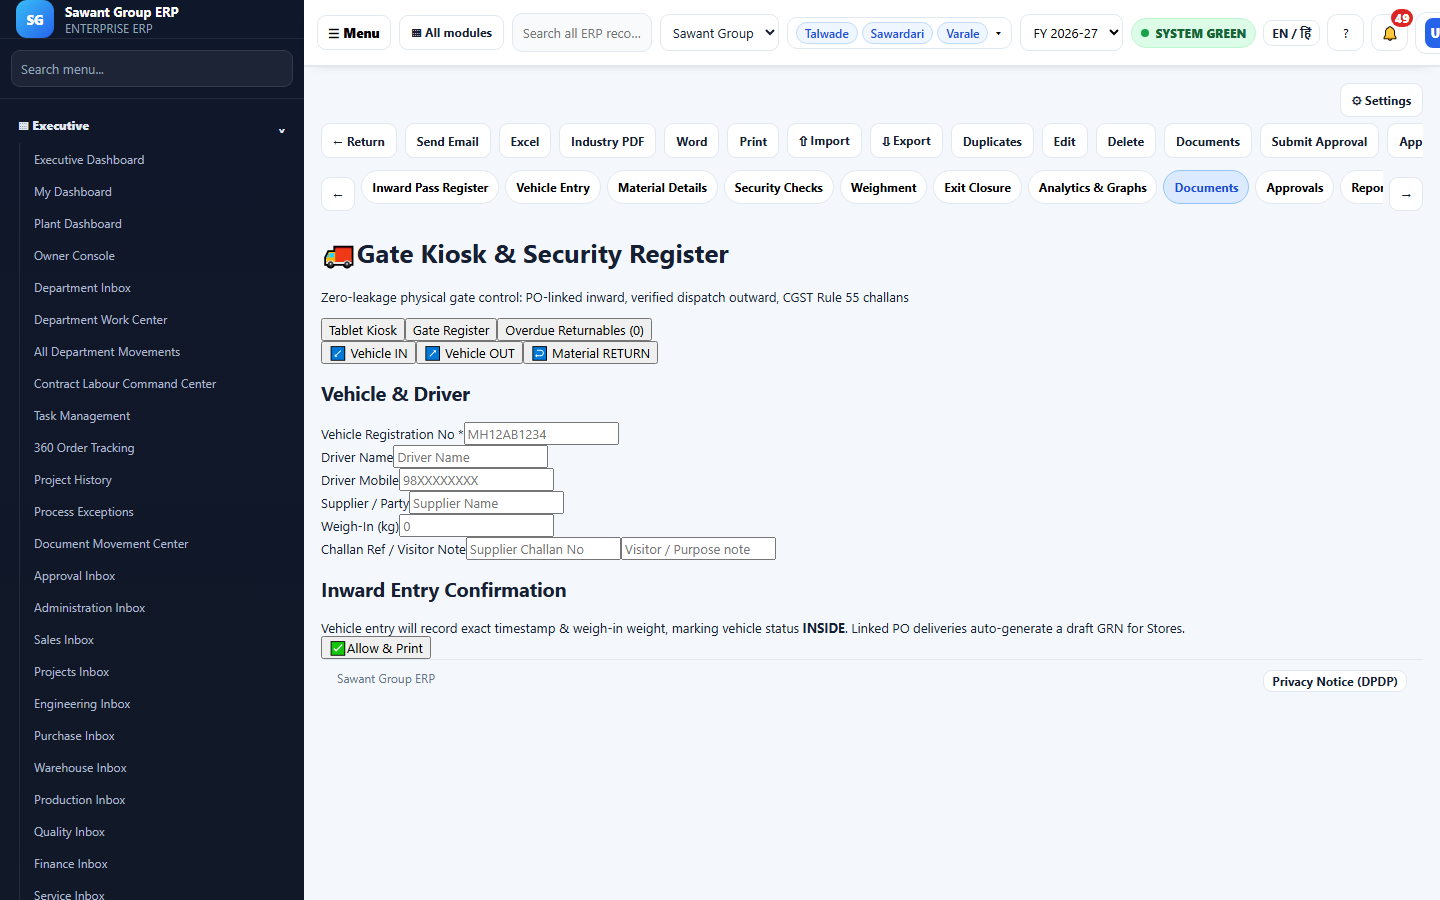 SG
Sawant Group ERP
ENTERPRISE ERP
Search menu...
Executive
Executive Dashboard
My Dashboard
Plant Dashboard
Owner Console
Department Inbox
Department Work Center
All Department Movements
Contract Labour Command Center
Task Management
360 Order Tracking
Project History
Process Exceptions
Document Movement Center
Approval Inbox
Administration Inbox
Sales Inbox
Projects Inbox
Engineering Inbox
Purchase Inbox
Warehouse Inbox
Production Inbox
Quality Inbox
Finance Inbox
Service Inbox
☰ Menu
All modules
Search all ERP reco...
Sawant Group
Talwade
Sawardari
Varale
FY 2026-27
SYSTEM GREEN
EN / हिं
?
49
U
Settings
← Return
Send Email
Excel
Industry PDF
Word
Print
⇧ Import
⇩ Export
Duplicates
Edit
Delete
Documents
Submit Approval
App
←
Inward Pass Register
Vehicle Entry
Material Details
Security Checks
Weighment
Exit Closure
Analytics & Graphs
Documents
Approvals
Repor
→
Gate Kiosk & Security Register
Zero-leakage physical gate control: PO-linked inward, verified dispatch outward, CGST Rule 55 challans
Tablet Kiosk
Gate Register
Overdue Returnables (0)
Vehicle IN
Vehicle OUT
Material RETURN
Vehicle & Driver
Vehicle Registration No * MH12AB1234
Driver Name Driver Name
Driver Mobile 98XXXXXXXX
Supplier / Party Supplier Name
Weigh-In (kg) 0
Challan Ref / Visitor Note Supplier Challan No Visitor / Purpose note
Inward Entry Confirmation
Vehicle entry will record exact timestamp & weigh-in weight, marking vehicle status INSIDE. Linked PO deliveries auto-generate a draft GRN for Stores.
Allow & Print
Sawant Group ERP
Privacy Notice (DPDP)